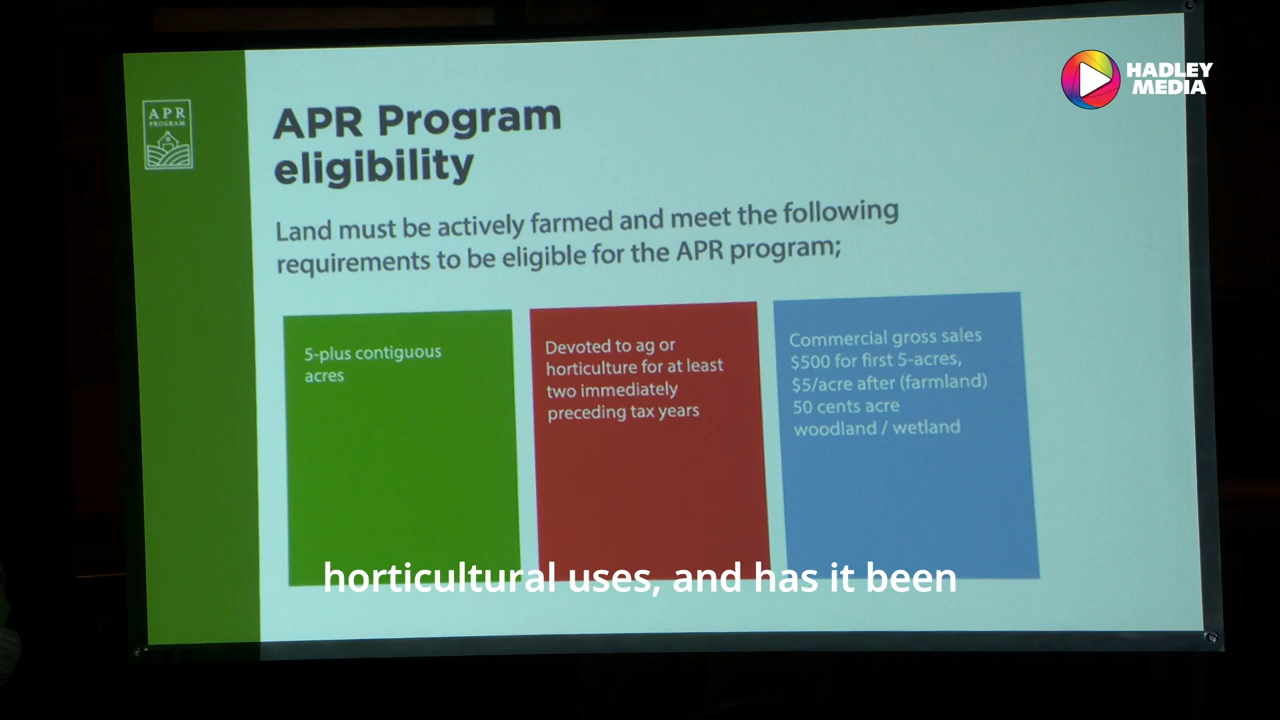 HADLEY
MEDIA
APR
PROGRAM
APR Program
eligibility
Land must be actively farmed and meet the following
requirements to be eligible for the APR program;
5-plus contiguous
acres
Devoted to ag or
horticulture for at least
two immediately
preceding tax years
Commercial gross sales
$500 for first 5-acres,
$5/acre after (farmland)
50 cents acre
woodland / wetland
horticultural uses, and has it been